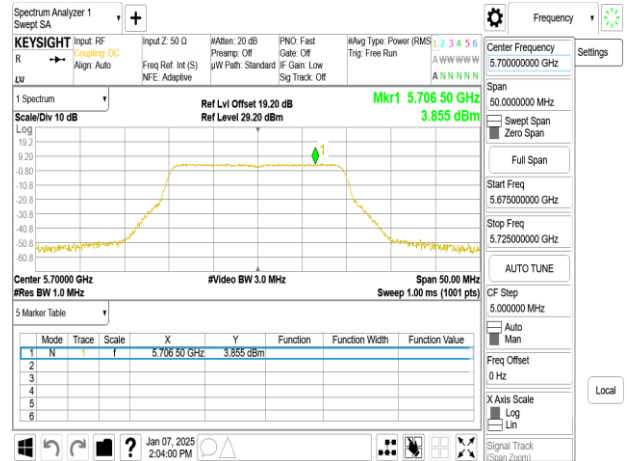 Spectrum Analyzer 1
Swept SA
KEYSIGHT Input: RF Input Z: 50 Ω #Atten: 20 dB PNO: Fast #Avg Type: Power (RMS 1 2 3 4 5 6
R Coupling: DC Preamp: Off Gate: Off Trig: Free Run A W W W W W
Align: Auto Freq Ref: Int (S) µW Path: Standard IF Gain: Low
LXI NFE: Adaptive Sig Track: Off A N N N N N
1 Spectrum
Scale/Div 10 dB
Ref Lvl Offset 19.20 dB
Ref Level 29.20 dBm
Mkr1 5.706 50 GHz
3.855 dBm
Log
19.2
9.20
-0.80
-10.8
-20.8
-30.8
-40.8
-50.8
-60.8
1
Center 5.70000 GHz #Video BW 3.0 MHz Span 50.00 MHz
#Res BW 1.0 MHz Sweep 1.00 ms (1001 pts)
5 Marker Table
Mode Trace Scale X Y Function Function Width Function Value
1 N 1 f 5.706 50 GHz 3.855 dBm
2
3
4
5
6
?
Jan 07, 2025
2:04:00 PM
Frequency
Settings
Center Frequency
5.700000000 GHz
Span
50.0000000 MHz
Swept Span
Zero Span
Full Span
Start Freq
5.675000000 GHz
Stop Freq
5.725000000 GHz
AUTO TUNE
CF Step
5.000000 MHz
Auto
Man
Freq Offset
0 Hz
X Axis Scale
Log
Lin
Signal Track
(Span Zoom)
Local